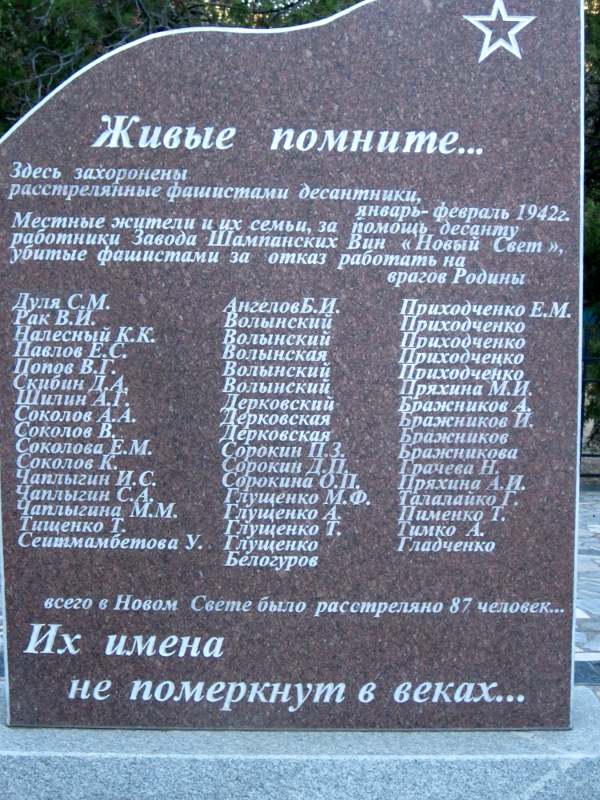 Живые помните...
Здесь захоронены
расстрелянные фашистами десантники,
январь- февраль 1942г.
Местные жители и их семьи, за помощь десанту
работники Завода Шампанских Вин «Новый Свет»,
убитые фашистами за отказ работать на
врагов Родины
Дуля С.М.
Рак В.И.
Налесный К.К.
Павлов Е.С.
Попов В.Г.
Скибин Д.А.
Шилин А.Г.
Соколов А.А.
Соколов В.
Соколова Е.М.
Соколов К.
Чаплыгин И.С.
Чаплыгин С.А.
Чаплыгина М.М.
Тищенко Т.
Сеитмамбетова У.
Ангелов Б.И.
Волынский
Волынский
Волынская
Волынский
Волынский
Дерковский
Дерковская
Дерковская
Сорокин П.З.
Сорокин Д.П.
Сорокина О.П.
Глущенко М.Ф.
Глущенко А.
Глущенко Т.
Глущенко
Белогуров
Приходченко Е.М.
Приходченко
Приходченко
Приходченко
Приходченко
Пряхина М.И.
Бражников А.
Бражников И.
Бражников
Бражникова
Грачева Н.
Пряхина А.И.
Талалайко Г.
Пименко Т.
Тимко А.
Гладченко
всего в Новом Свете было расстреляно 87 человек...
Их имена
не померкнут в веках...